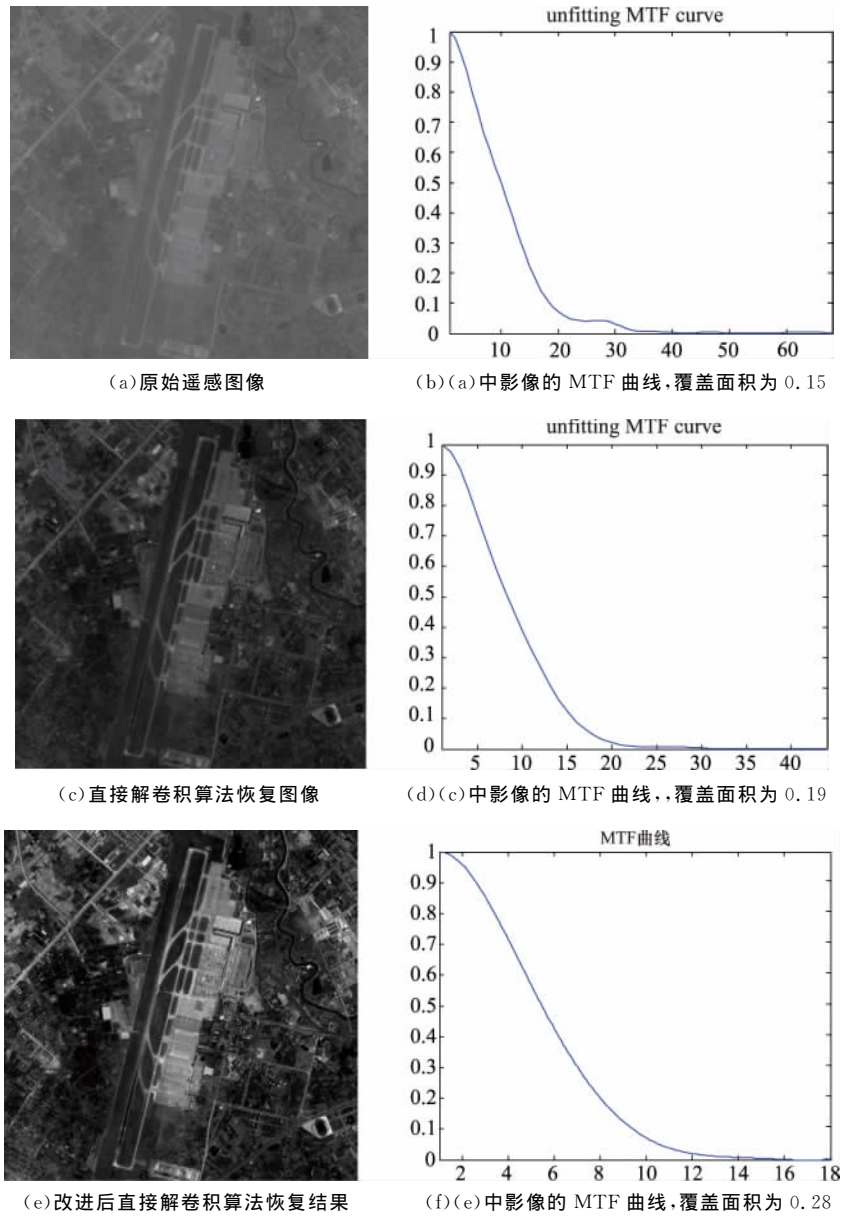 unfitting MTF curve
1
0.9
0.8
0.7
0.6
0.5
0.4
0.3
0.2
0.1
0
10 20 30 40 50 60
(a)原始遥感图像
(b)(a)中影像的 MTF 曲线,覆盖面积为 0.15
unfitting MTF curve
1
0.9
0.8
0.7
0.6
0.5
0.4
0.3
0.2
0.1
0
5 10 15 20 25 30 35 40
(c)直接解卷积算法恢复图像
(d)(c)中影像的 MTF 曲线,,覆盖面积为 0.19
MTF曲线
1
0.9
0.8
0.7
0.6
0.5
0.4
0.3
0.2
0.1
0
2 4 6 8 10 12 14 16 18
(e)改进后直接解卷积算法恢复结果
(f)(e)中影像的 MTF 曲线,覆盖面积为 0.28